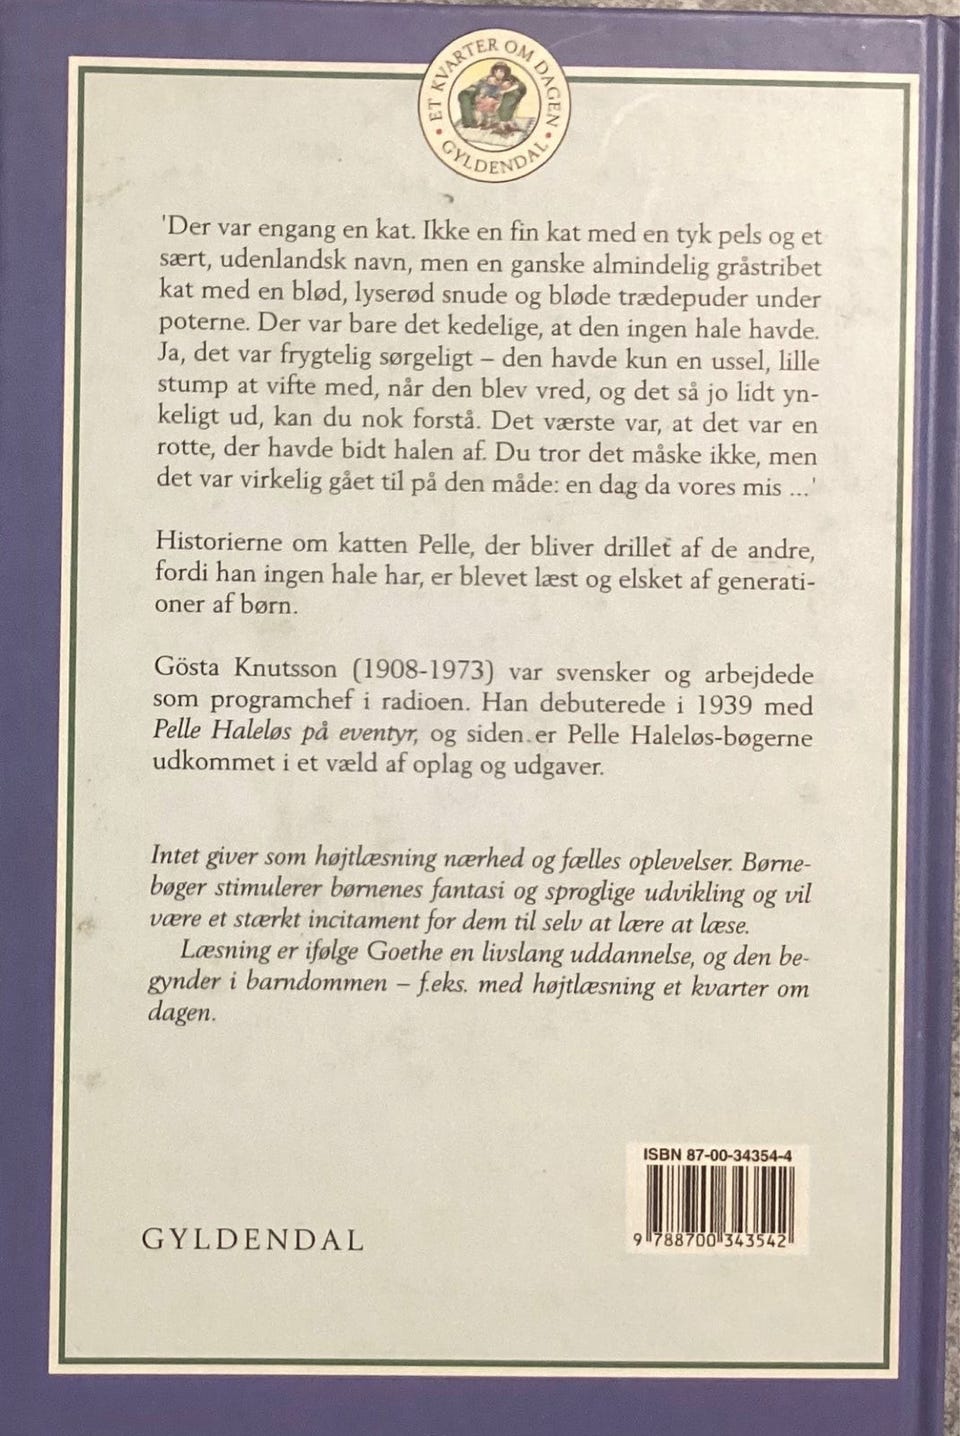 ET KVARTER OM DAGEN
• GYLDENDAL •
'Der var engang en kat. Ikke en fin kat med en tyk pels og et
sært, udenlandsk navn, men en ganske almindelig gråstribet
kat med en blød, lyserød snude og bløde trædepuder under
poterne. Der var bare det kedelige, at den ingen hale havde.
Ja, det var frygtelig sørgeligt – den havde kun en ussel, lille
stump at vifte med, når den blev vred, og det så jo lidt yn-
keligt ud, kan du nok forstå. Det værste var, at det var en
rotte, der havde bidt halen af. Du tror det måske ikke, men
det var virkelig gået til på den måde: en dag da vores mis ...'
Historierne om katten Pelle, der bliver drillet af de andre,
fordi han ingen hale har, er blevet læst og elsket af generati-
oner af børn.
Gösta Knutsson (1908-1973) var svensker og arbejdede
som programchef i radioen. Han debuterede i 1939 med
Pelle Haleløs på eventyr, og siden er Pelle Haleløs-bøgerne
udkommet i et væld af oplag og udgaver.
Intet giver som højtlæsning nærhed og fælles oplevelser. Børne-
bøger stimulerer børnenes fantasi og sproglige udvikling og vil
være et stærkt incitament for dem til selv at lære at læse.
Læsning er ifølge Goethe en livslang uddannelse, og den be-
gynder i barndommen – f.eks. med højtlæsning et kvarter om
dagen.
ISBN 87-00-34354-4
9 788700 343542
GYLDENDAL